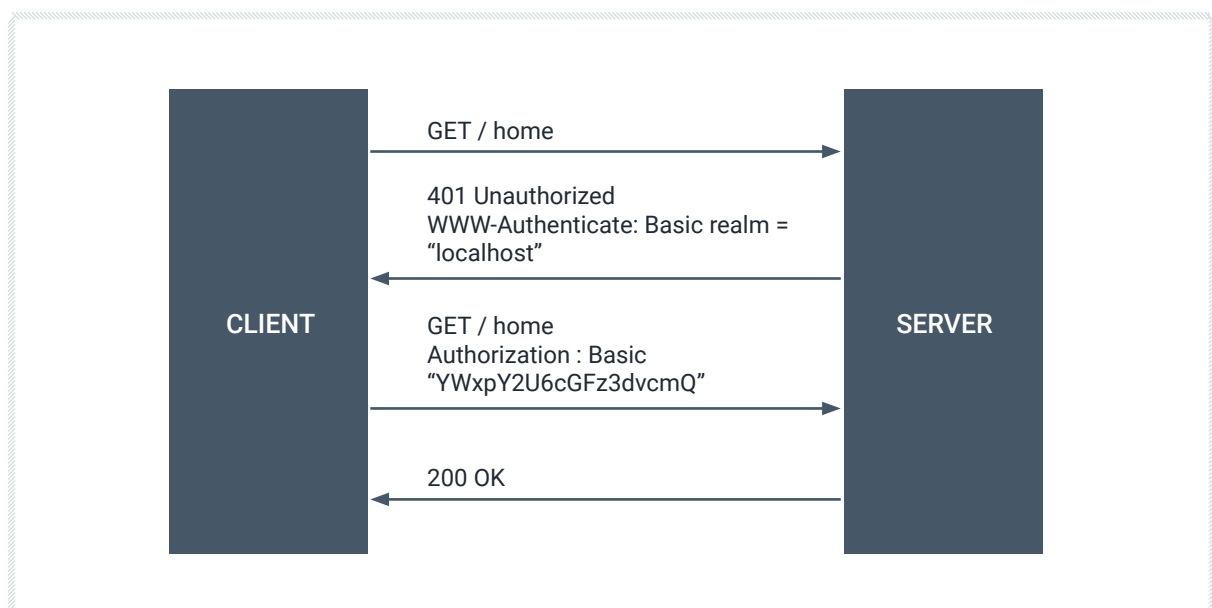 GET / home
401 Unauthorized
WWW-Authenticate: Basic realm =
“localhost”
CLIENT
SERVER
GET / home
Authorization : Basic
“YWxpY2U6cGFz3dvcmQ”
200 OK